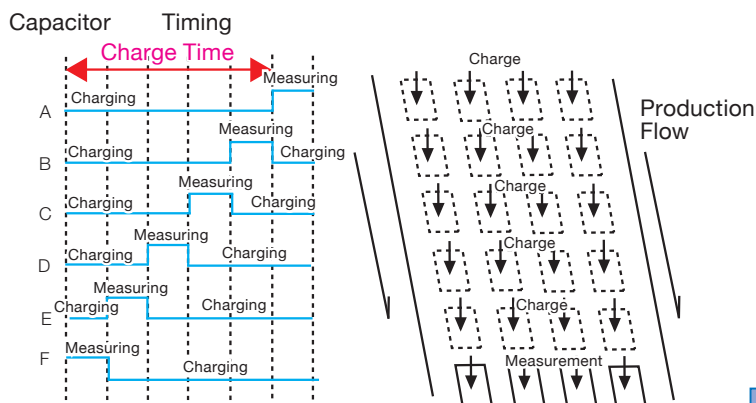 Capacitor Timing
Charge Time
Measuring
Charging
A
Measuring
B
Charging
Charging
Measuring
C
Charging
Charging
Measuring
D
Charging
Charging
Measuring
Charging
E
Charging
Measuring
F
Charging
Charge
Charge
Charge
Charge
Charge
Measurement
Production
Flow